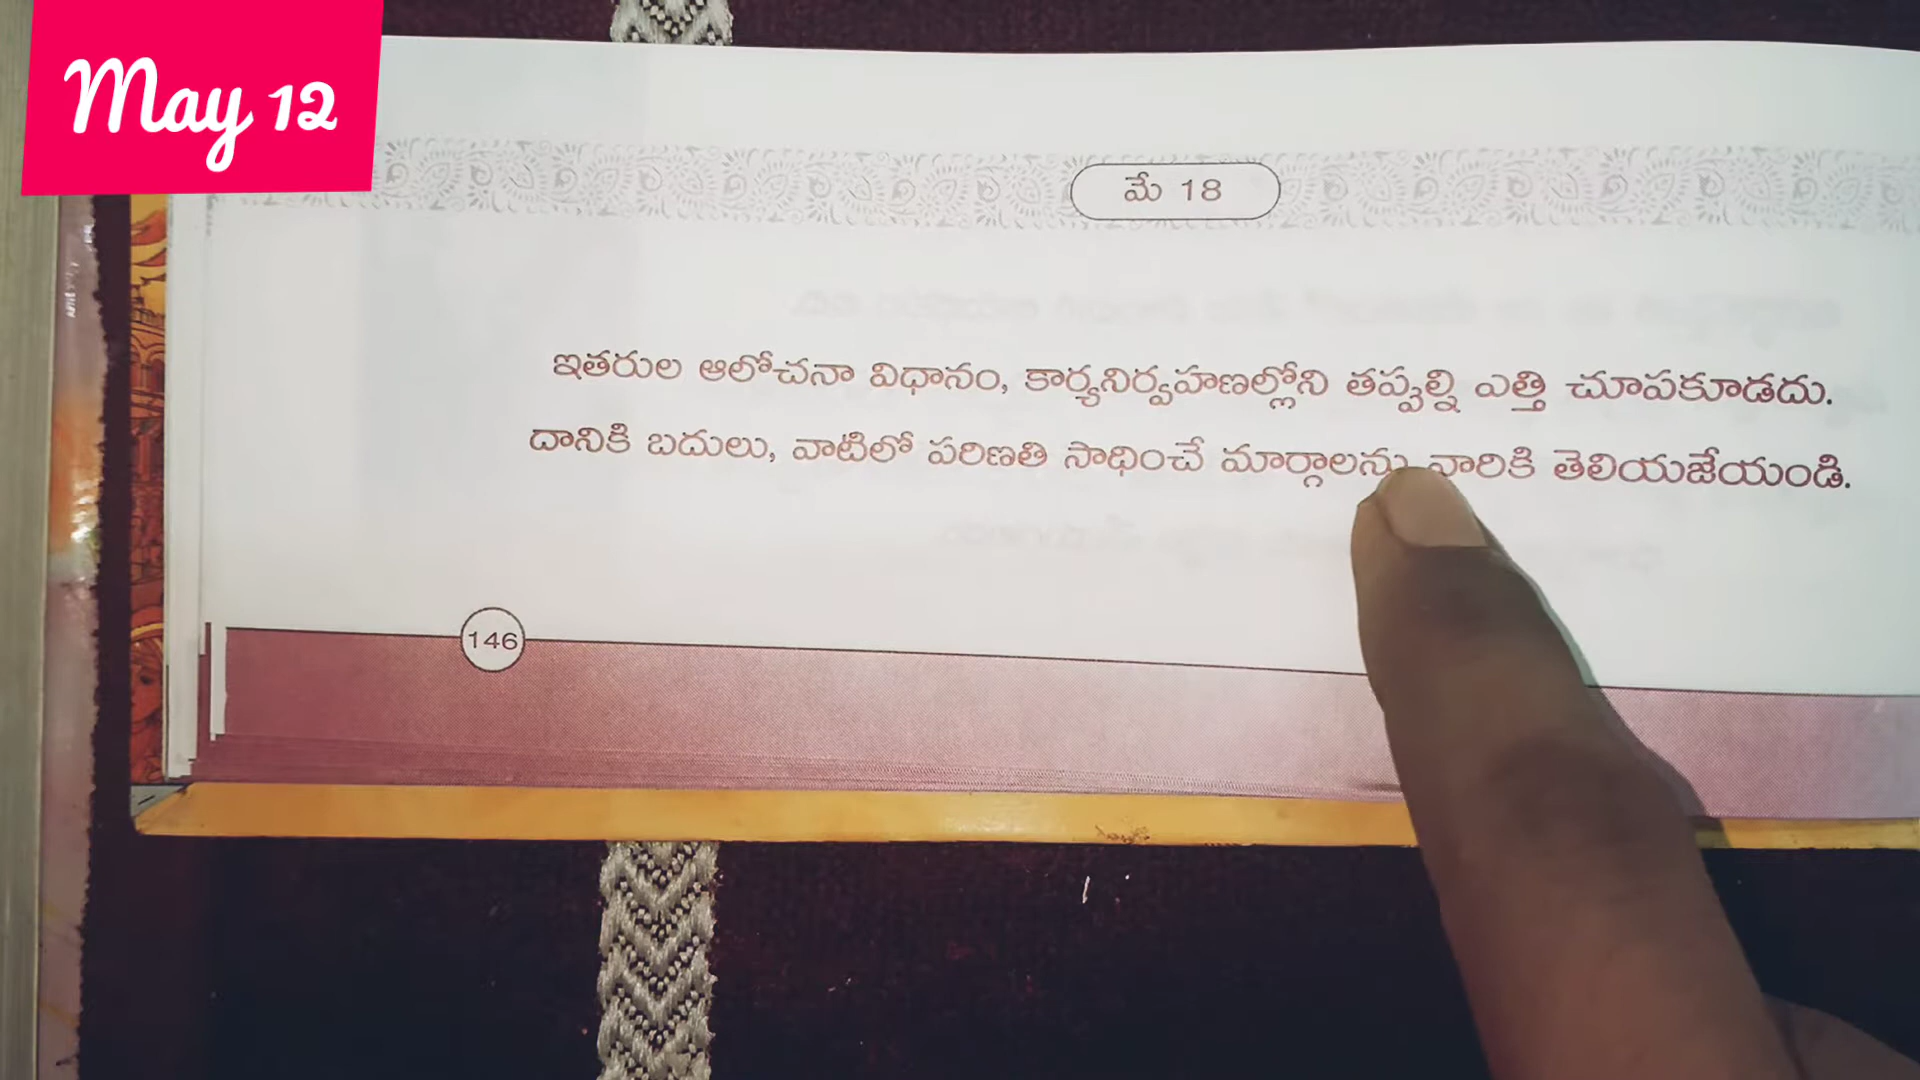 May 12
మే 18
ఇతరుల ఆలోచనా విధానం, కార్యనిర్వహణల్లోని తప్పుల్ని ఎత్తి చూపకూడదు.
దానికి బదులు, వాటిలో పరిణతి సాధించే మార్గాలను వారికి తెలియజేయండి.
146